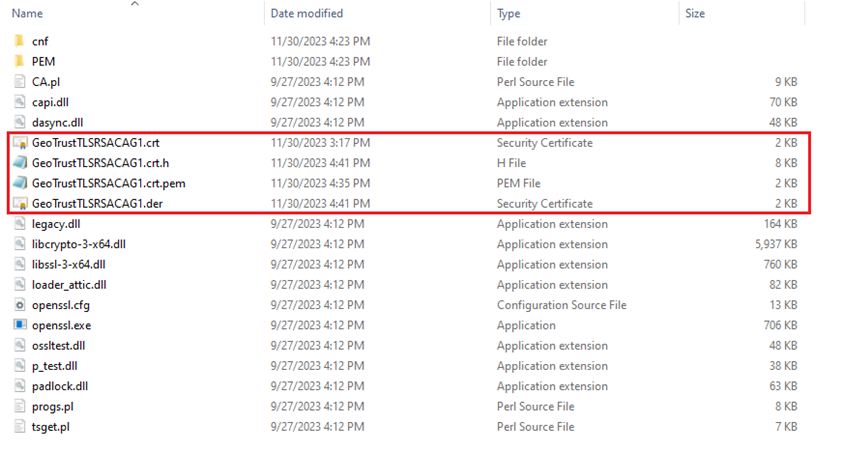 Name Date modified Type Size
cnf 11/30/2023 4:23 PM File folder
PEM 11/30/2023 4:23 PM File folder
CA.pl 9/27/2023 4:12 PM Perl Source File 9 KB
capi.dll 9/27/2023 4:12 PM Application extension 70 KB
dasync.dll 9/27/2023 4:12 PM Application extension 48 KB
GeoTrustTLSRSACAG1.crt 11/30/2023 3:17 PM Security Certificate 2 KB
GeoTrustTLSRSACAG1.crt.h 11/30/2023 4:41 PM H File 8 KB
GeoTrustTLSRSACAG1.crt.pem 11/30/2023 4:35 PM PEM File 2 KB
GeoTrustTLSRSACAG1.der 11/30/2023 4:41 PM Security Certificate 2 KB
legacy.dll 9/27/2023 4:12 PM Application extension 164 KB
libcrypto-3-x64.dll 9/27/2023 4:12 PM Application extension 5,937 KB
libssl-3-x64.dll 9/27/2023 4:12 PM Application extension 760 KB
loader_attic.dll 9/27/2023 4:12 PM Application extension 82 KB
openssl.cfg 9/27/2023 4:12 PM Configuration Source File 13 KB
openssl.exe 9/27/2023 4:12 PM Application 706 KB
ossltest.dll 9/27/2023 4:12 PM Application extension 48 KB
p_test.dll 9/27/2023 4:12 PM Application extension 38 KB
padlock.dll 9/27/2023 4:12 PM Application extension 63 KB
progs.pl 9/27/2023 4:12 PM Perl Source File 8 KB
tsget.pl 9/27/2023 4:12 PM Perl Source File 7 KB